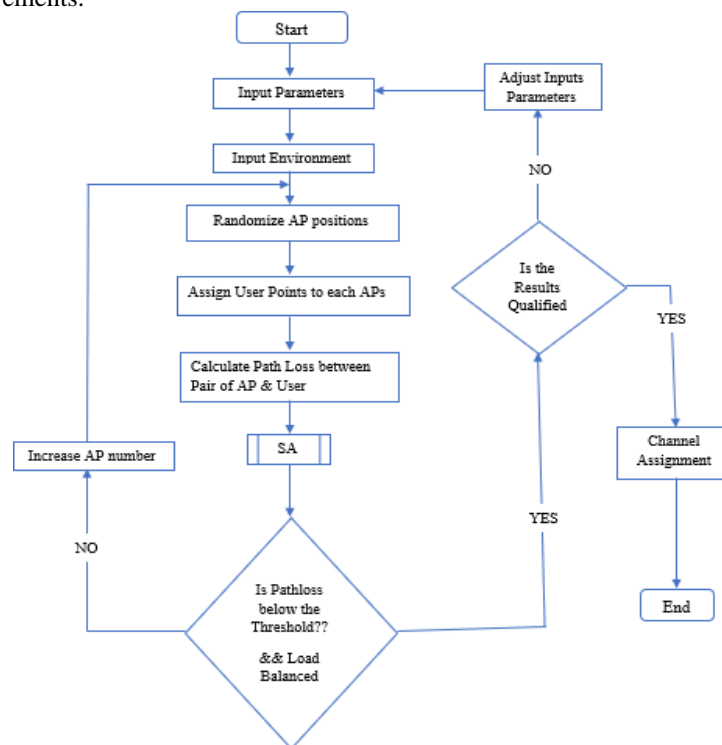 ements.
Start
Input Parameters
Adjust Inputs
Parameters
Input Environment
NO
Randomize AP positions
Is the
Results
Qualified
Assign User Points to each APs
YES
Calculate Path Loss between
Pair of AP & User
Channel
Assignment
SA
Increase AP number
YES
NO
Is Pathloss
below the
Threshold??
&& Load
Balanced
End